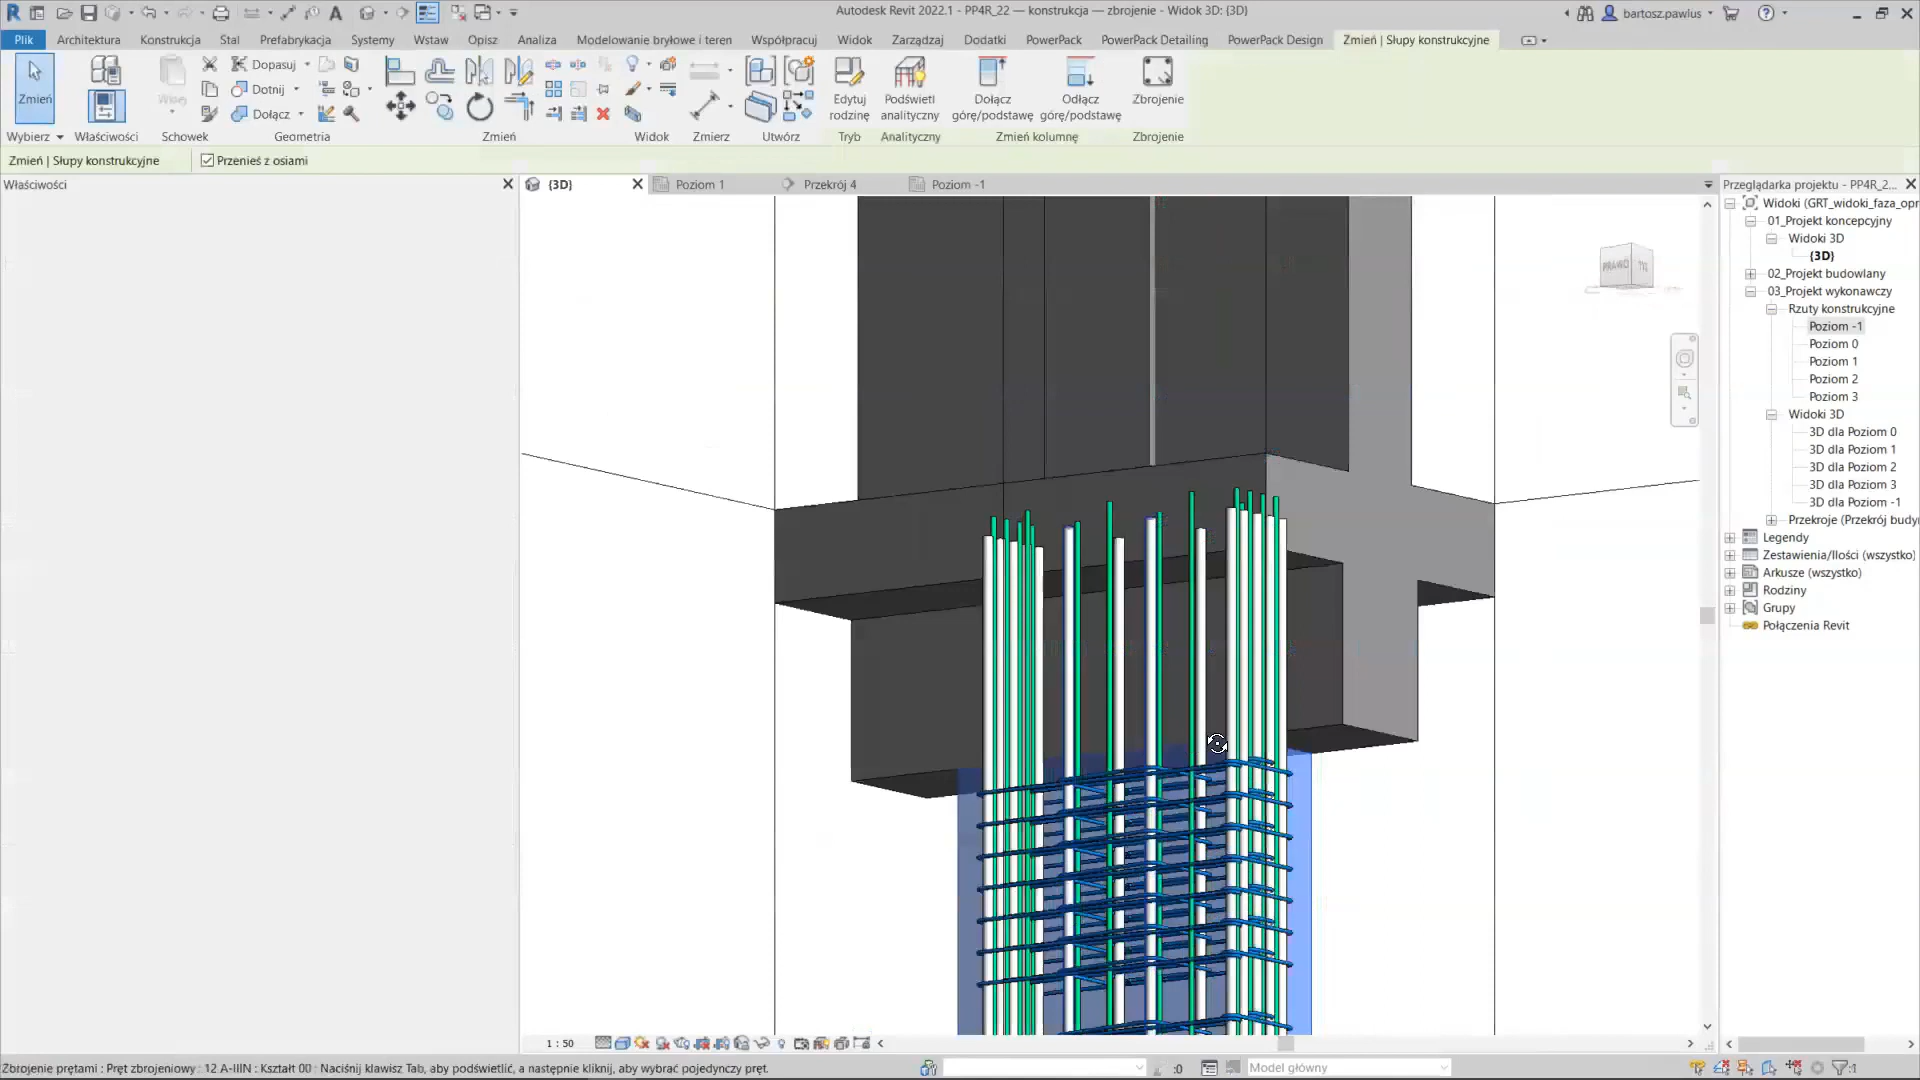 Autodesk Revit 2022.1 - PP4R_22 — konstrukcja — zbrojenie - Widok 3D: {3D}
bartosz.pawlus
Plik Architektura Konstrukcja Stal Prefabrykacja Systemy Wstaw Opisz Analiza Modelowanie bryłowe i teren Współpracuj Widok Zarządzaj Dodatki PowerPack PowerPack Detailing PowerPack Design Zmień | Słupy konstrukcyjne
Zmień
Wklej
Dopasuj
Dotnij
Dołącz
Edytuj rodzinę
Podświetl analityczny
Dołącz górę/podstawę
Odłącz górę/podstawę
Zbrojenie
Wybierz Właściwości Schowek Geometria Zmień Widok Zmierz Utwórz Tryb Analityczny Zmień kolumnę Zbrojenie
Zmień | Słupy konstrukcyjne
Przenieś z osiami
Właściwości
{3D}
Poziom 1
Przekrój 4
Poziom -1
PRAWO
TYŁ
Przeglądarka projektu - PP4R_2...
Widoki (GRT_widoki_faza_opr
01_Projekt koncepcyjny
Widoki 3D
{3D}
02_Projekt budowlany
03_Projekt wykonawczy
Rzuty konstrukcyjne
Poziom -1
Poziom 0
Poziom 1
Poziom 2
Poziom 3
Widoki 3D
3D dla Poziom 0
3D dla Poziom 1
3D dla Poziom 2
3D dla Poziom 3
3D dla Poziom -1
Przekroje (Przekrój budy
Legendy
Zestawienia/Ilości (wszystko)
Arkusze (wszystko)
Rodziny
Grupy
Połączenia Revit
1 : 50
Zbrojenie prętami : Pręt zbrojeniowy : 12 A-IIIN : Kształt 00 : Naciśnij klawisz Tab, aby podświetlić, a następnie kliknij, aby wybrać pojedynczy pręt.
:0
Model główny
:1